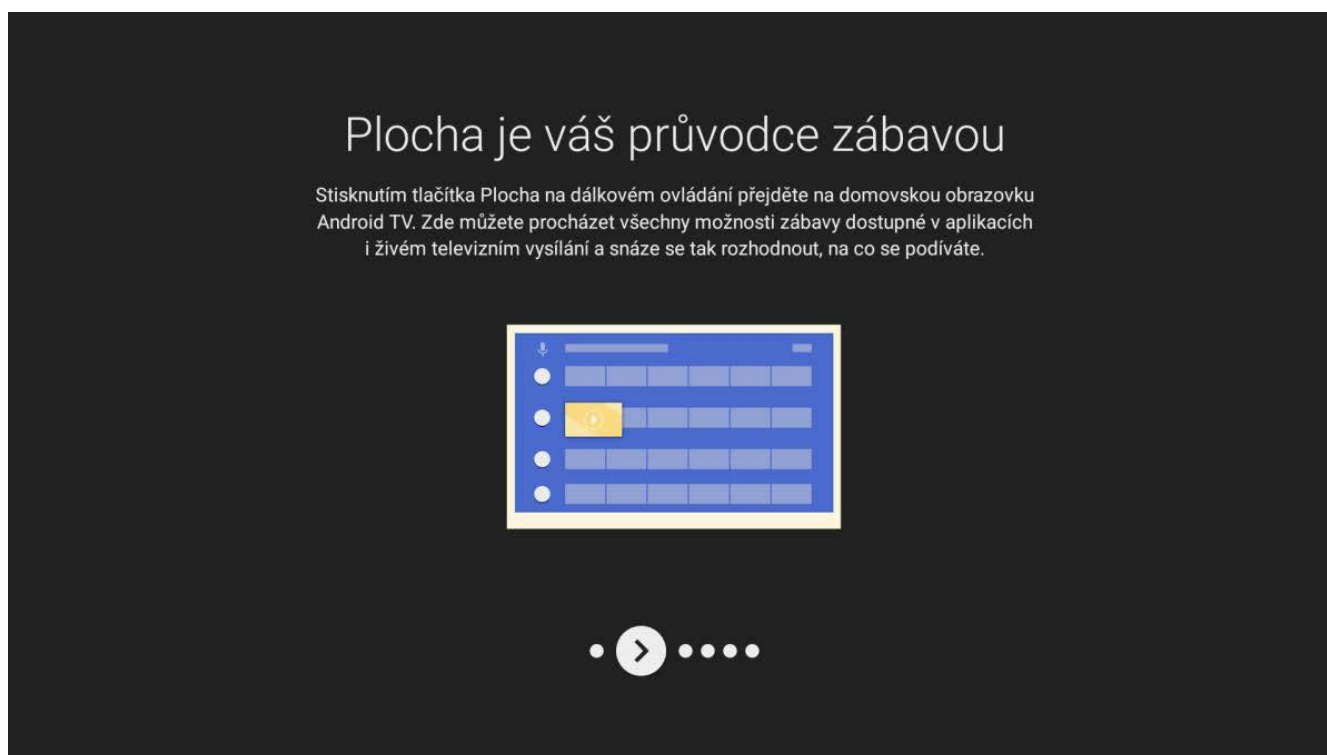 Plocha je váš průvodce zábavou
Stisknutím tlačítka Plocha na dálkovém ovládání přejděte na domovskou obrazovku
Android TV. Zde můžete procházet všechny možnosti zábavy dostupné v aplikacích
i živém televizním vysílání a snáze se tak rozhodnout, na co se podíváte.